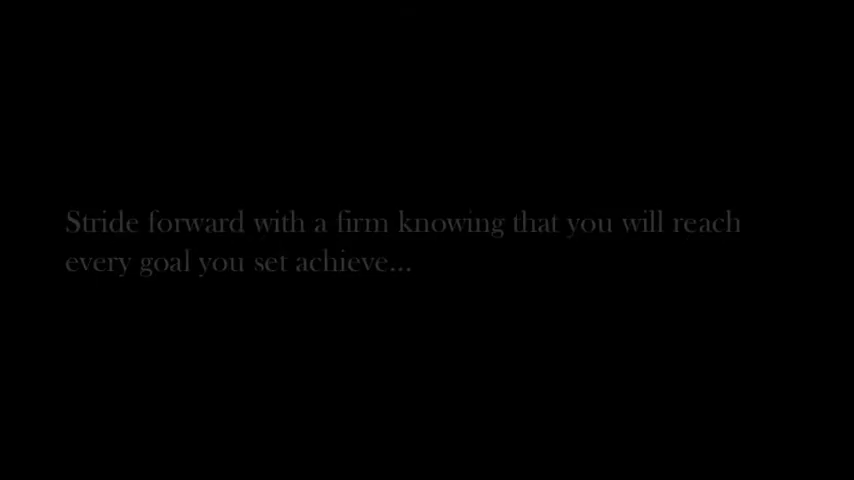 Stride forward with a firm knowing that you will reach
every goal you set achieve...